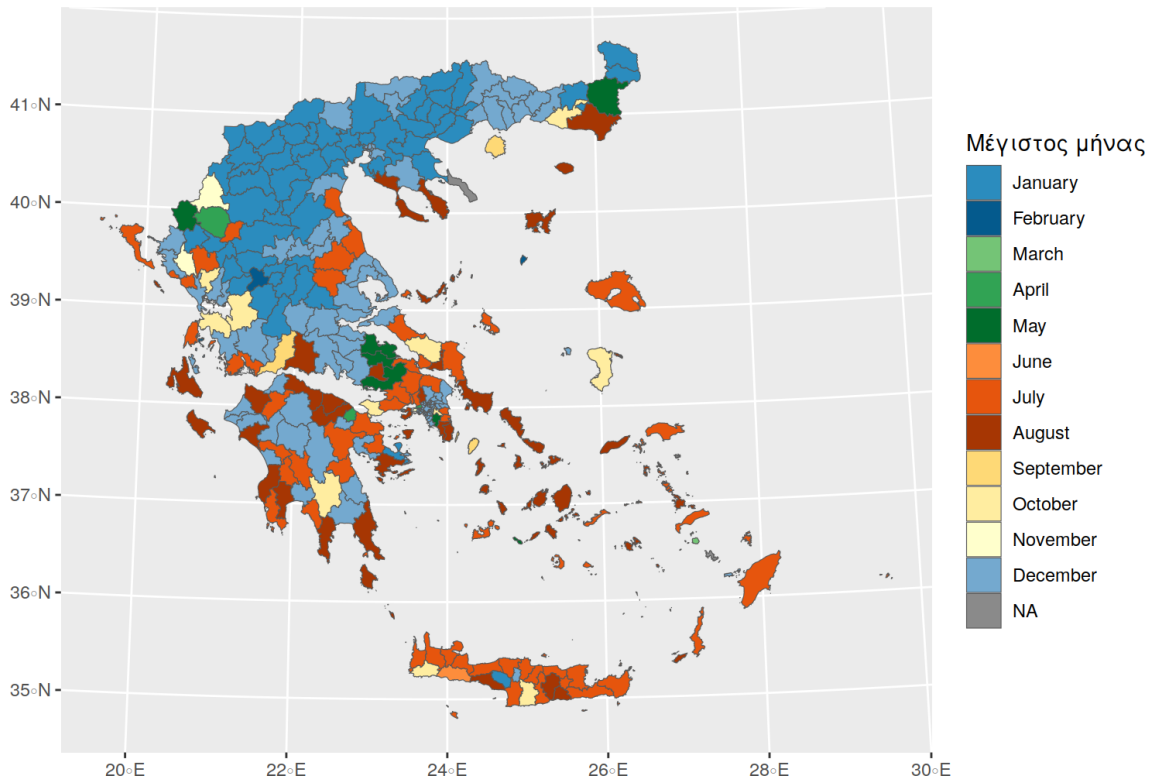 41°N
40°N
39°N
38°N
37°N
36°N
35°N
20°E
22°E
24°E
26°E
28°E
30°E
Μέγιστος μήνας
January
February
March
April
May
June
July
August
September
October
November
December
NA